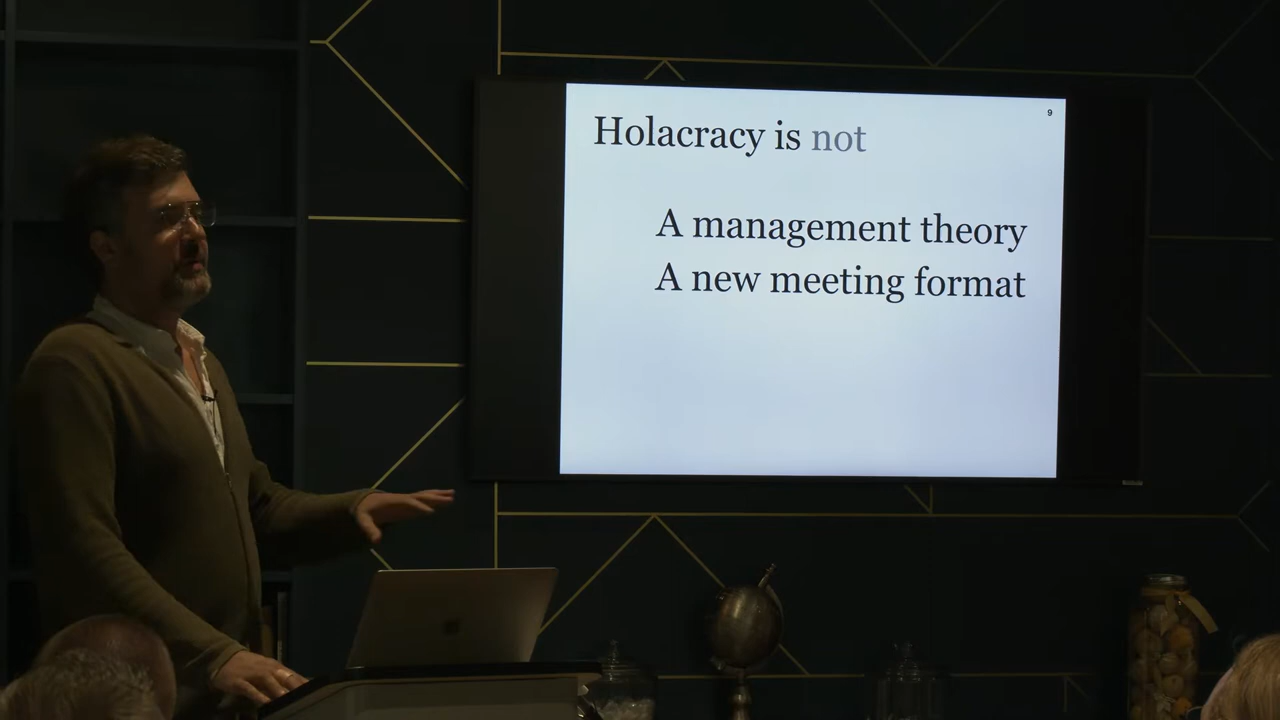 9
Holacracy is not
A management theory
A new meeting format